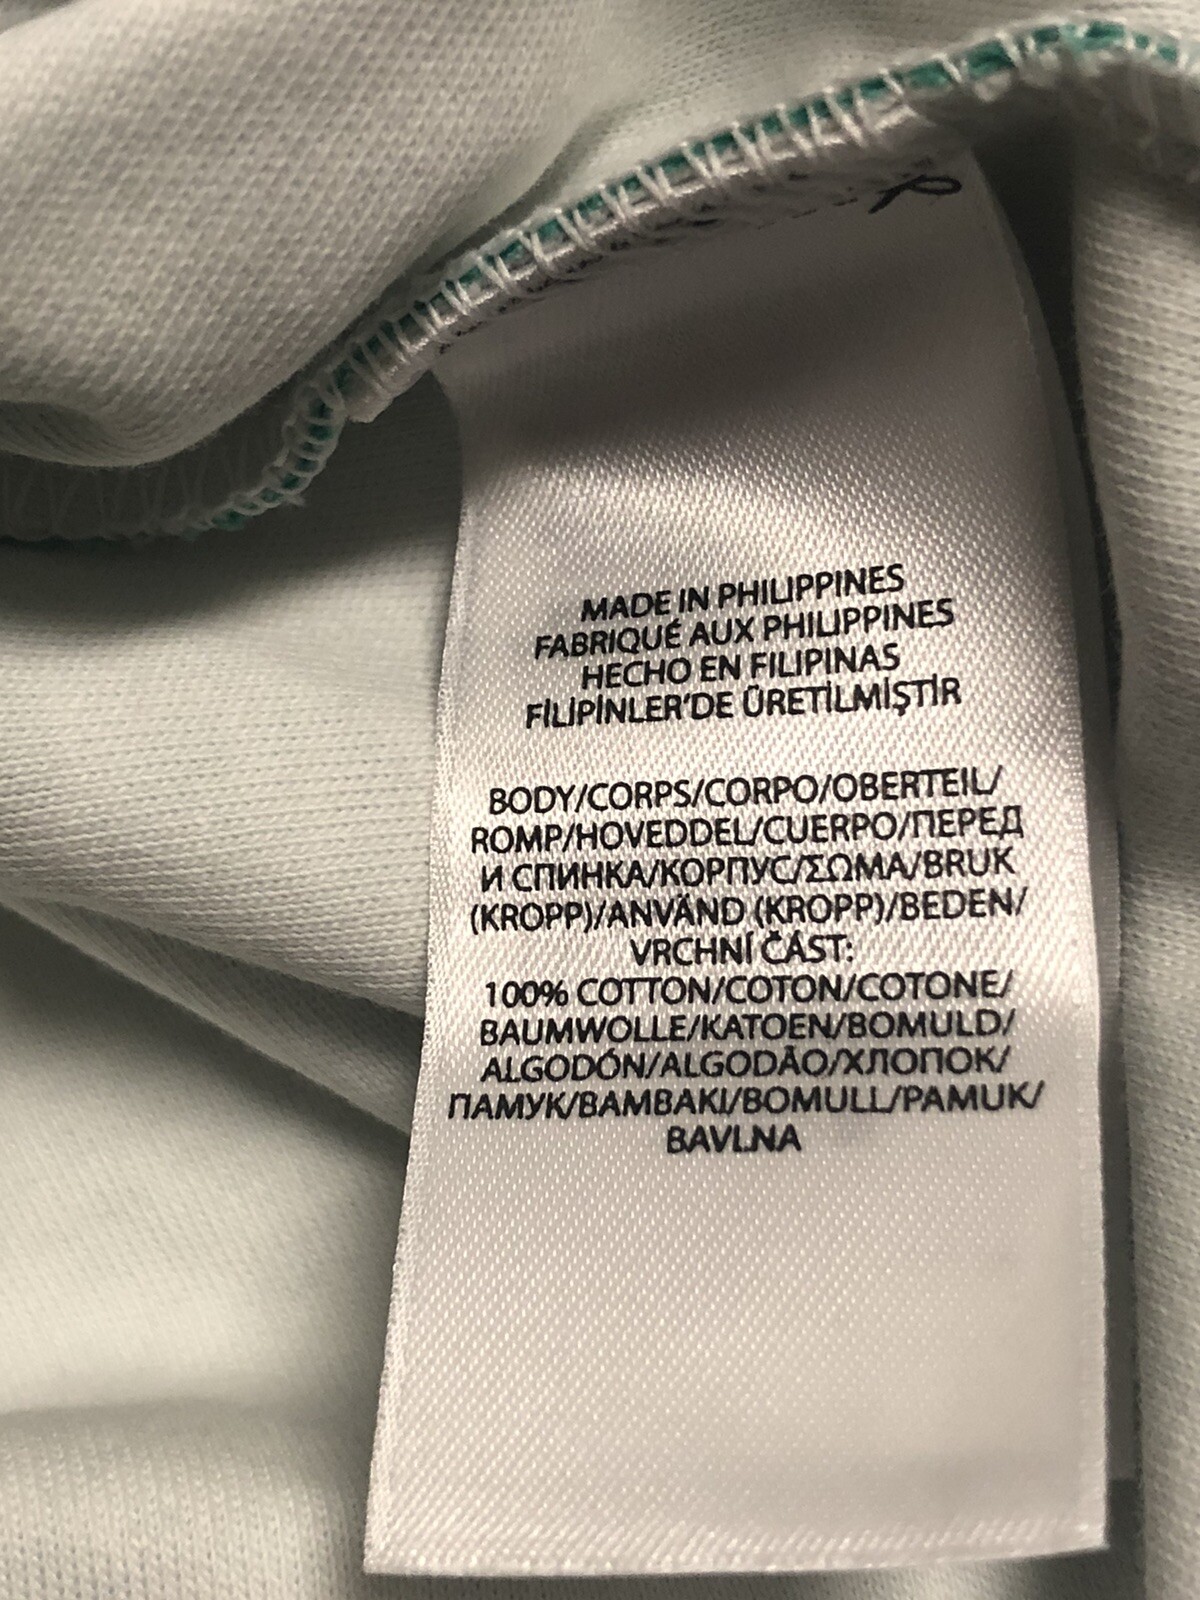 MADE IN PHILIPPINES
FABRIQUÉ AUX PHILIPPINES
HECHO EN FILIPINAS
FİLİPİNLER'DE ÜRETİLMİŞTİR
BODY/CORPS/CORPO/OBERTEIL/
ROMP/HOVEDDEL/CUERPO/ПЕРЕД
И СПИНКА/КОРПУС/ΣΩΜΑ/BRUK
(KROPP)/ANVÄND (KROPP)/BEDEN/
VRCHNÍ ČÁST:
100% COTTON/COTON/COTONE/
BAUMWOLLE/KATOEN/BOMULD/
ALGODÓN/ALGODÃO/ХЛОПОК/
ПАМУК/ΒΑΜΒΑΚΙ/BOMULL/PAMUK/
BAVLNA